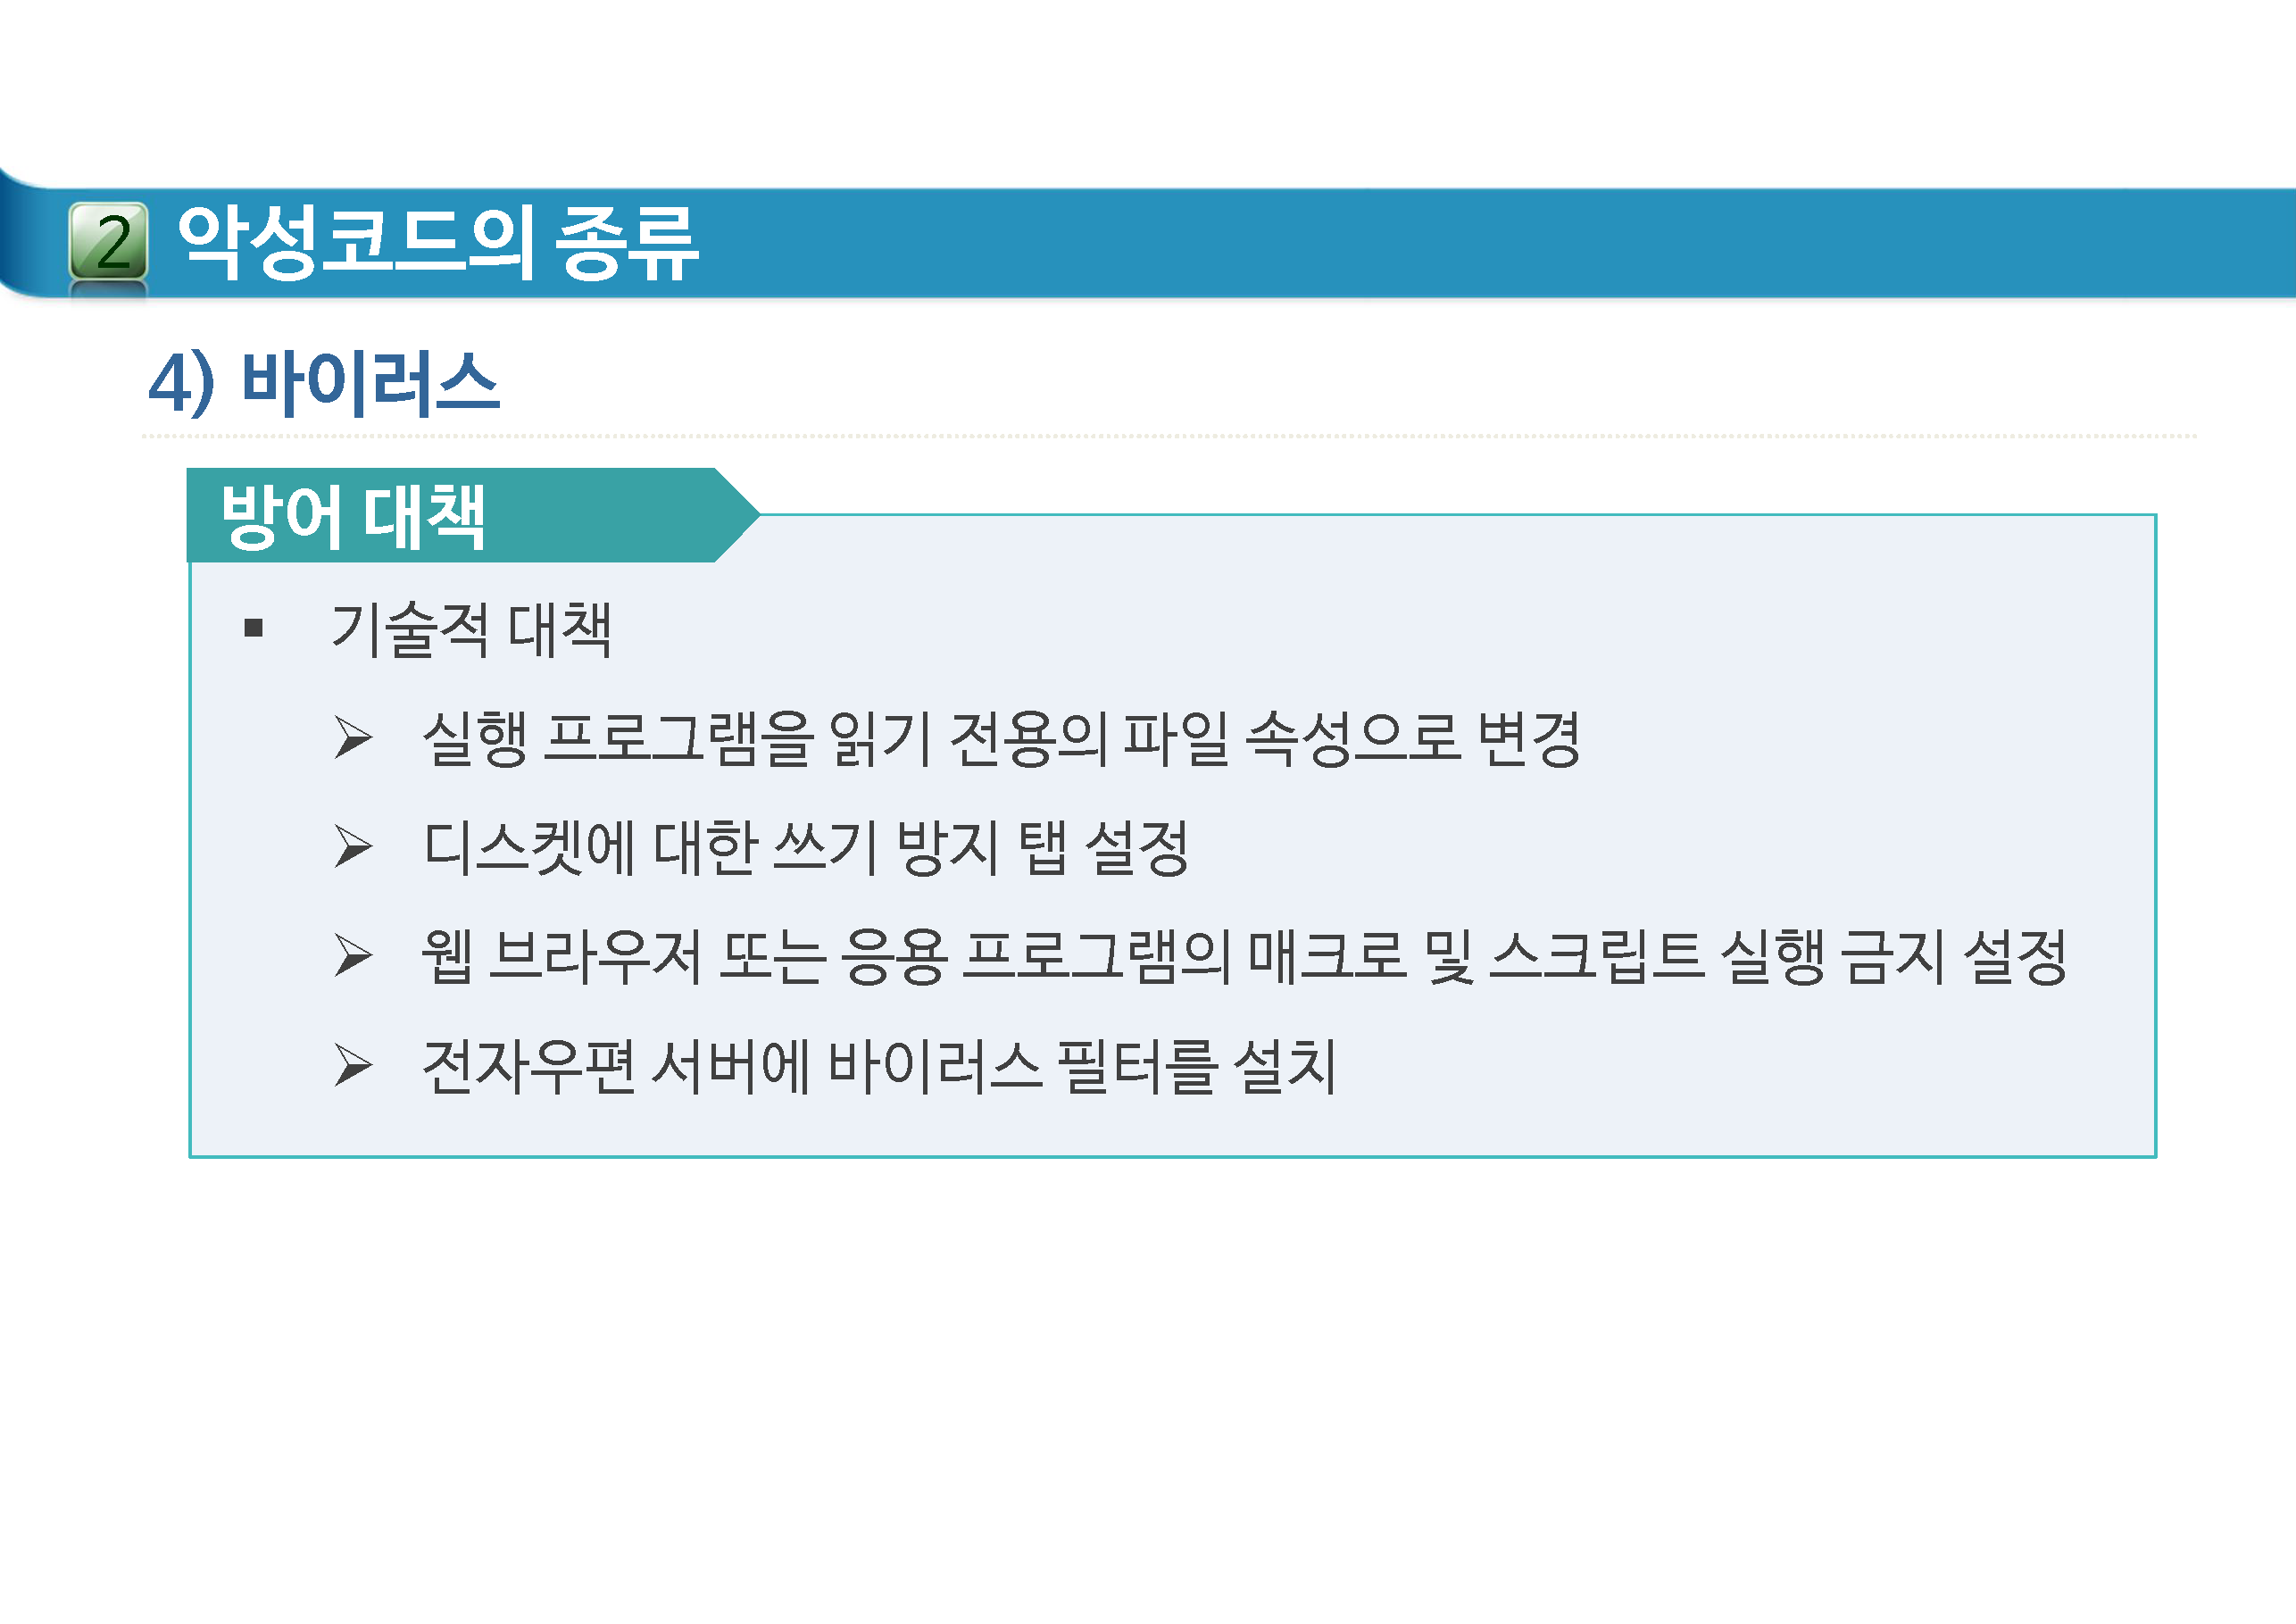 2 악성코드의 종류
4) 바이러스
방어 대책
▪ 기술적 대책
➢ 실행 프로그램을 읽기 전용의 파일 속성으로 변경
➢ 디스켓에 대한 쓰기 방지 탭 설정
➢ 웹 브라우저 또는 응용 프로그램의 매크로 및 스크립트 실행 금지 설정
➢ 전자우편 서버에 바이러스 필터를 설치